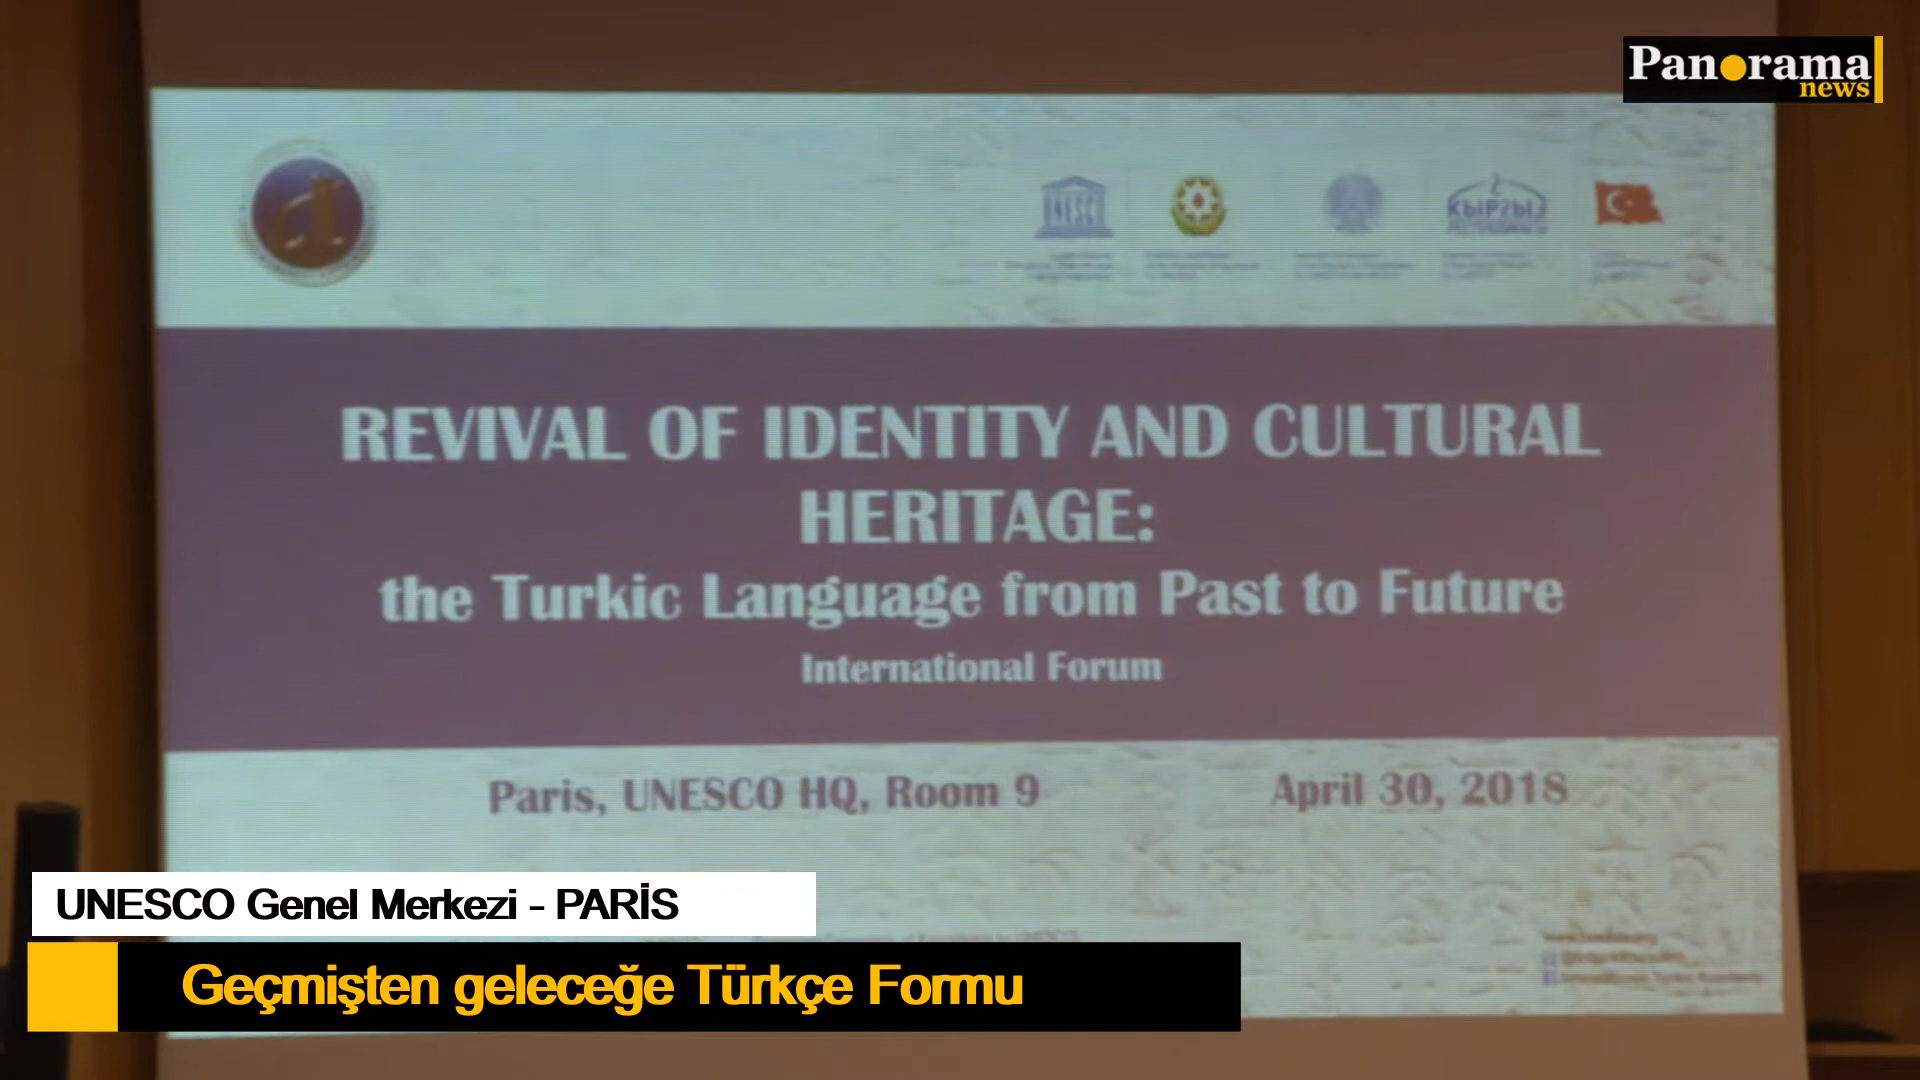 Panorama
news
UNESCO
КЫРГЫЗ
РЕСПУБЛИКАСЫ
REVIVAL OF IDENTITY AND CULTURAL
HERITAGE:
the Turkic Language from Past to Future
International Forum
Paris, UNESCO HQ, Room 9
April 30, 2018
UNESCO Genel Merkezi - PARİS
Geçmişten geleceğe Türkçe Formu